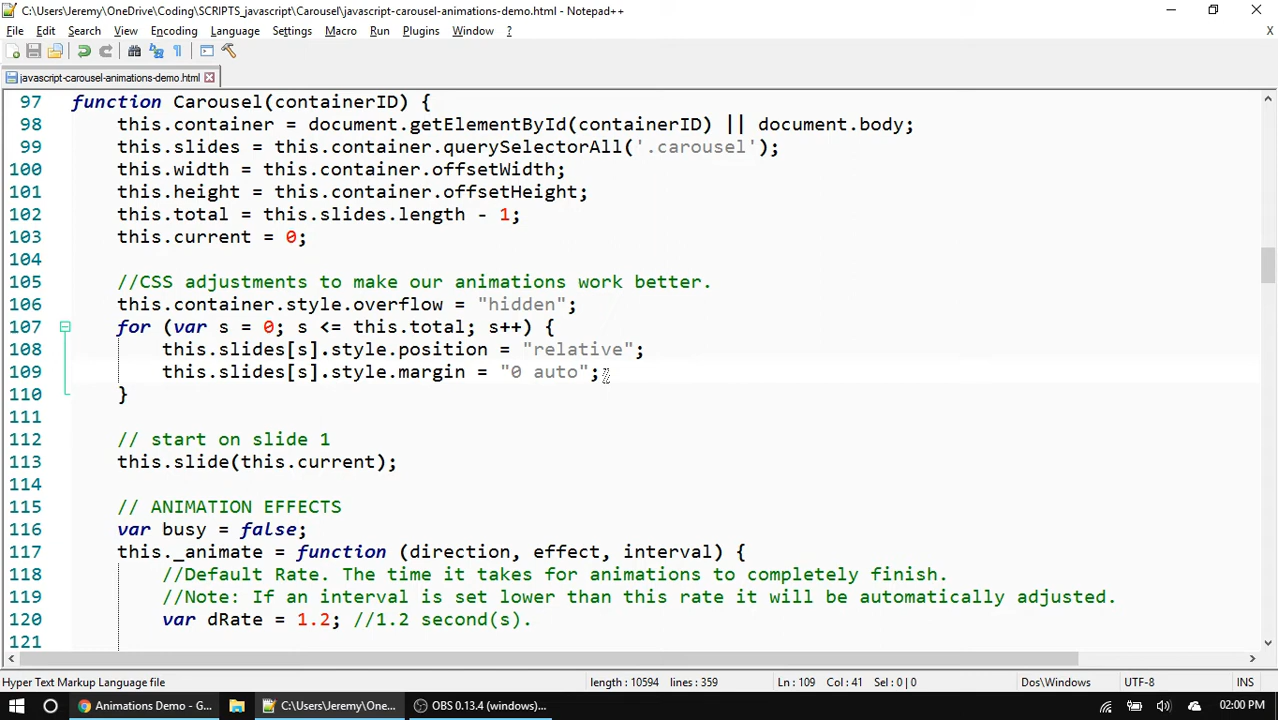 C:\Users\Jeremy\OneDrive\Coding\SCRIPTS_javascript\Carousel\javascript-carousel-animations-demo.html - Notepad++
File Edit Search View Encoding Language Settings Macro Run Plugins Window ? X
javascript-carousel-animations-demo.html
97 function Carousel(containerID) {
98 this.container = document.getElementById(containerID) || document.body;
99 this.slides = this.container.querySelectorAll('.carousel');
100 this.width = this.container.offsetWidth;
101 this.height = this.container.offsetHeight;
102 this.total = this.slides.length - 1;
103 this.current = 0;
104
105 //CSS adjustments to make our animations work better.
106 this.container.style.overflow = "hidden";
107 for (var s = 0; s <= this.total; s++) {
108 this.slides[s].style.position = "relative";
109 this.slides[s].style.margin = "0 auto";
110 }
111
112 // start on slide 1
113 this.slide(this.current);
114
115 // ANIMATION EFFECTS
116 var busy = false;
117 this._animate = function (direction, effect, interval) {
118 //Default Rate. The time it takes for animations to completely finish.
119 //Note: If an interval is set lower than this rate it will be automatically adjusted.
120 var dRate = 1.2; //1.2 second(s).
121
Hyper Text Markup Language file length : 10594 lines : 359 Ln : 109 Col : 41 Sel : 0 | 0 Dos\Windows UTF-8 INS
Animations Demo - G... C:\Users\Jeremy\One... OBS 0.13.4 (windows)... 02:00 PM